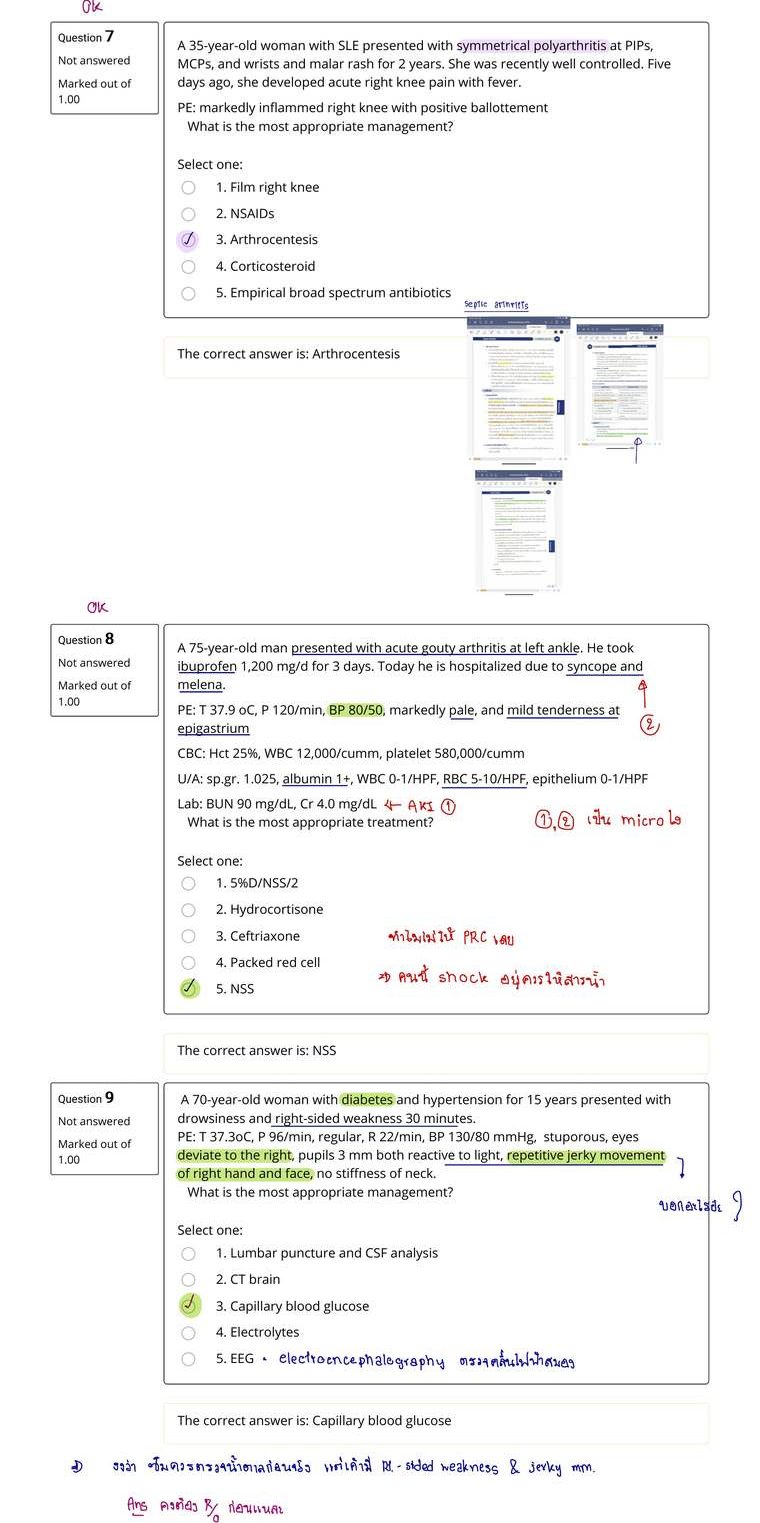 OK
Question 7
Not answered
Marked out of
1.00
A 35-year-old woman with SLE presented with symmetrical polyarthritis at PIPs,
MCPs, and wrists and malar rash for 2 years. She was recently well controlled. Five
days ago, she developed acute right knee pain with fever.
PE: markedly inflammed right knee with positive ballottement
What is the most appropriate management?
Select one:
1. Film right knee
2. NSAIDs
3. Arthrocentesis
4. Corticosteroid
5. Empirical broad spectrum antibiotics
septic arthritis
The correct answer is: Arthrocentesis
OK
Question 8
Not answered
Marked out of
1.00
A 75-year-old man presented with acute gouty arthritis at left ankle. He took
ibuprofen 1,200 mg/d for 3 days. Today he is hospitalized due to syncope and
melena.
PE: T 37.9 oC, P 120/min, BP 80/50, markedly pale, and mild tenderness at
epigastrium
②
CBC: Hct 25%, WBC 12,000/cumm, platelet 580,000/cumm
U/A: sp.gr. 1.025, albumin 1+, WBC 0-1/HPF, RBC 5-10/HPF, epithelium 0-1/HPF
Lab: BUN 90 mg/dL, Cr 4.0 mg/dL ← AKI ①
What is the most appropriate treatment?
①,② เป็น micro
Select one:
1. 5%D/NSS/2
2. Hydrocortisone
3. Ceftriaxone
ทำไมไม่ให้ PRC เลย
4. Packed red cell
⇒ คนนี้ shock อยู่ควรให้สารน้ำ
5. NSS
The correct answer is: NSS
Question 9
Not answered
Marked out of
1.00
A 70-year-old woman with diabetes and hypertension for 15 years presented with
drowsiness and right-sided weakness 30 minutes.
PE: T 37.3oC, P 96/min, regular, R 22/min, BP 130/80 mmHg, stuporous, eyes
deviate to the right, pupils 3 mm both reactive to light, repetitive jerky movement
of right hand and face, no stiffness of neck.
What is the most appropriate management?
บอกอะไรอ่ะ ?
Select one:
1. Lumbar puncture and CSF analysis
2. CT brain
3. Capillary blood glucose
4. Electrolytes
5. EEG • electroencephalography ตรวจคลื่นไฟฟ้าสมอง
The correct answer is: Capillary blood glucose
ซึมควรตรวจน้ำตาลก่อนจริง แต่เค้ามี Rt.-sided weakness & jerky mm.
Ans คงต้อง R/o ก่อนแหละ